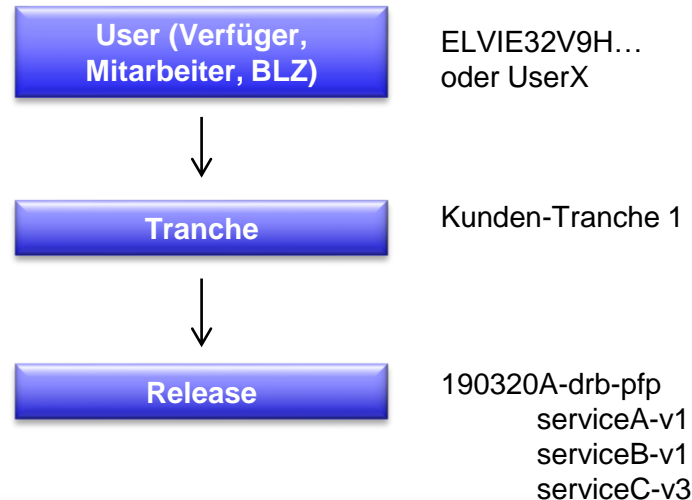 User (Verfüger,
Mitarbeiter, BLZ)
ELVIE32V9H…
oder UserX
Tranche
Kunden-Tranche 1
Release
190320A-drb-pfp
serviceA-v1
serviceB-v1
serviceC-v3